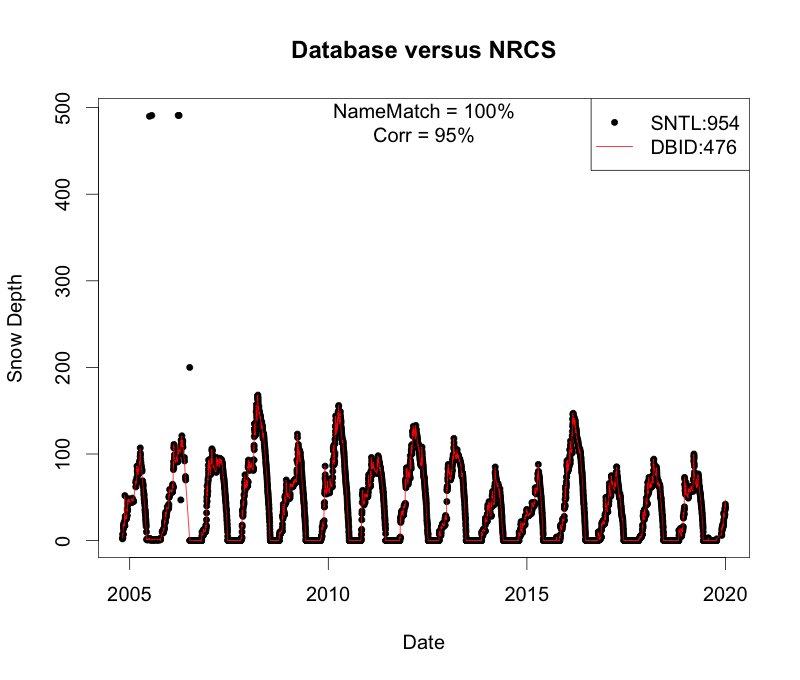 Database versus NRCS
NameMatch = 100%
Corr = 95%
SNTL:954
DBID:476
500
400
300
200
100
0
Snow Depth
2005
2010
2015
2020
Date